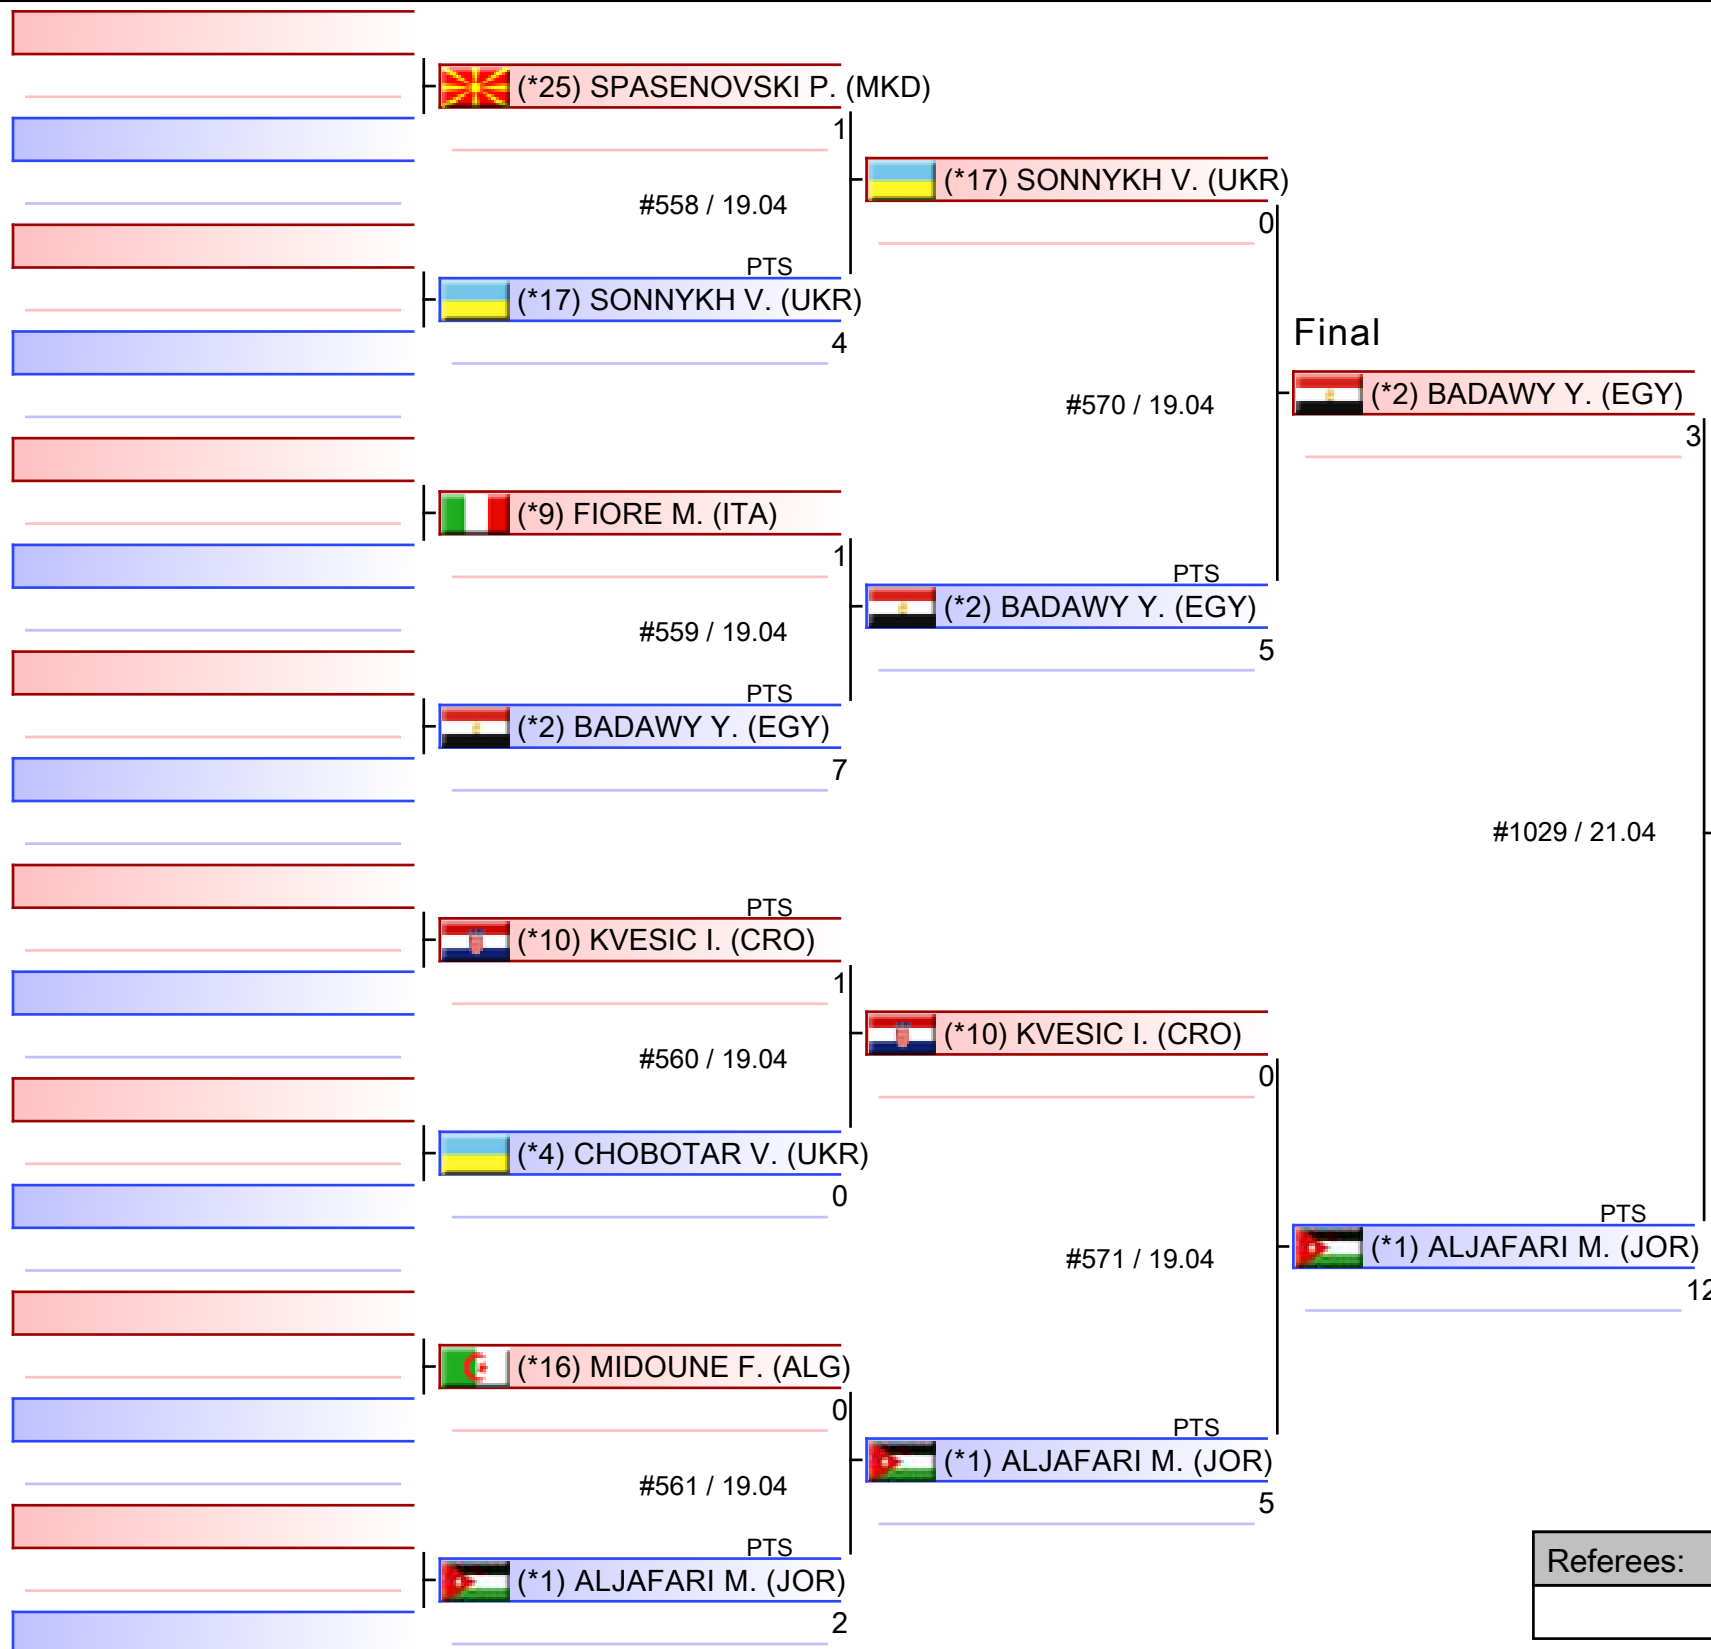 (*25) SPASENOVSKI P. (MKD)
1
#558 / 19.04
PTS
(*17) SONNYKH V. (UKR)
4
(*9) FIORE M. (ITA)
1
#559 / 19.04
PTS
(*2) BADAWY Y. (EGY)
7
PTS
(*10) KVESIC I. (CRO)
1
#560 / 19.04
(*4) CHOBOTAR V. (UKR)
0
(*16) MIDOUNE F. (ALG)
0
#561 / 19.04
PTS
(*1) ALJAFARI M. (JOR)
2
(*17) SONNYKH V. (UKR)
0
#570 / 19.04
PTS
(*2) BADAWY Y. (EGY)
5
(*10) KVESIC I. (CRO)
0
#571 / 19.04
PTS
(*1) ALJAFARI M. (JOR)
5
Final
(*2) BADAWY Y. (EGY)
3
#1029 / 21.04
PTS
(*1) ALJAFARI M. (JOR)
12
Referees: